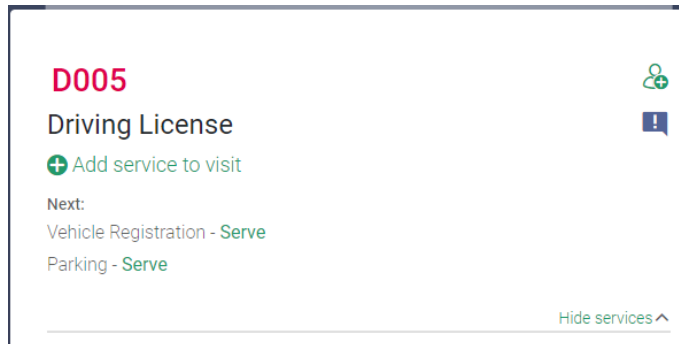 D005
Driving License
Add service to visit
Next:
Vehicle Registration - Serve
Parking - Serve
Hide services